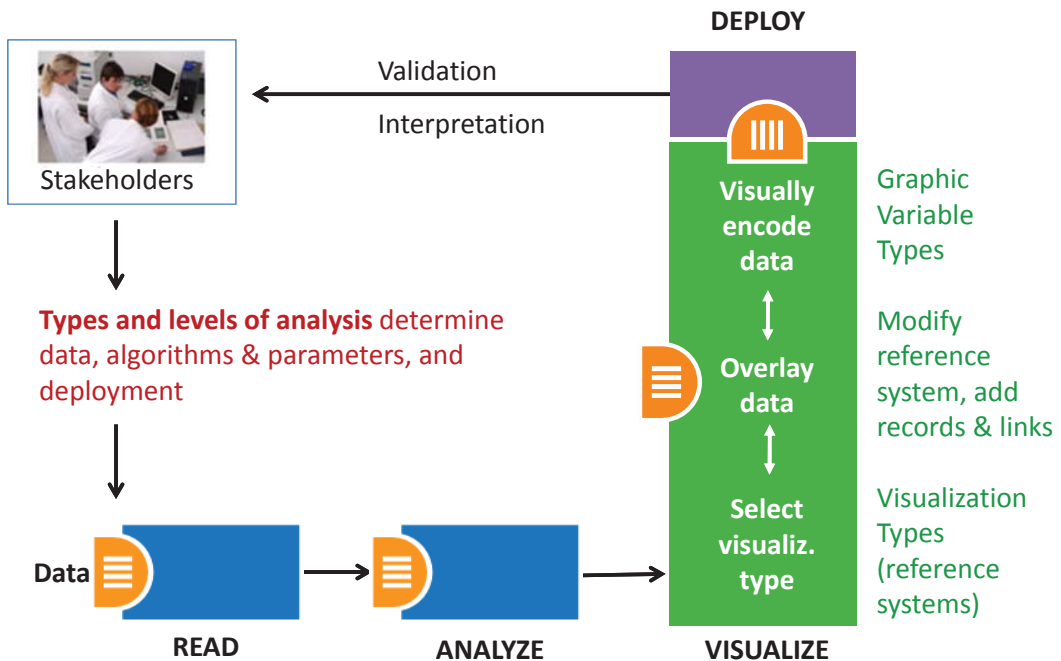 DEPLOY
Validation
Interpretation
Stakeholders
Types and levels of analysis determine
data, algorithms & parameters, and
deployment
Visually
encode
data
Graphic
Variable
Types
Overlay
data
Modify
reference
system, add
records & links
Select
visualiz.
type
Visualization
Types
(reference
systems)
Data
READ
ANALYZE
VISUALIZE